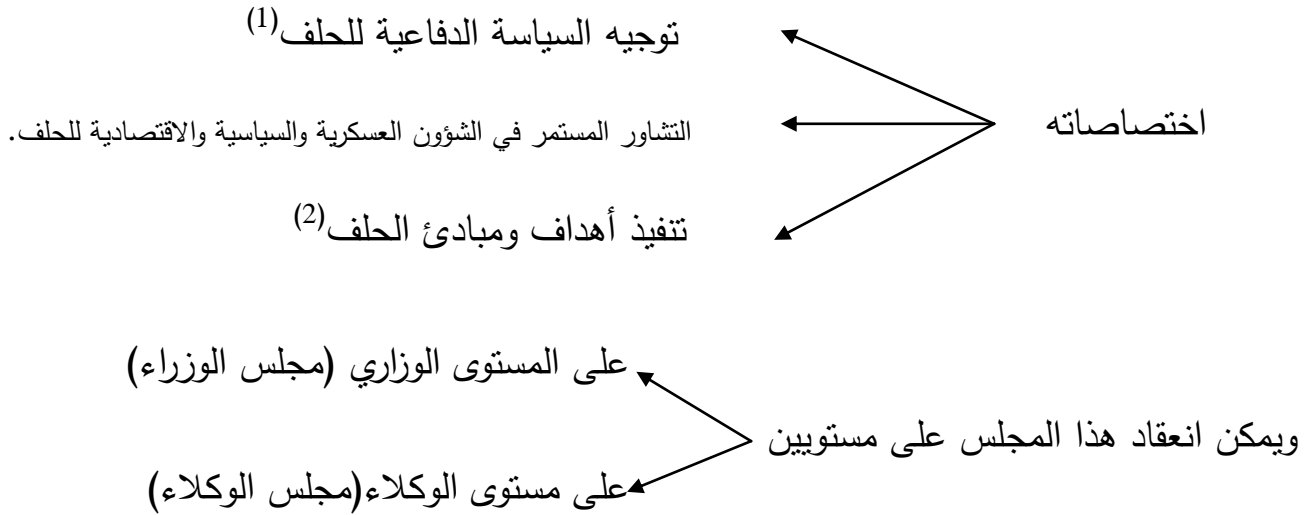 توجيه السياسة الدفاعية للحلف(1)
اختصاصاته
التشاور المستمر في الشؤون العسكرية والسياسية والاقتصادية للحلف.
تنفيذ أهداف ومبادئ الحلف(2)
على المستوى الوزاري (مجلس الوزراء)
ويمكن انعقاد هذا المجلس على مستويين
على مستوى الوكلاء(مجلس الوكلاء)